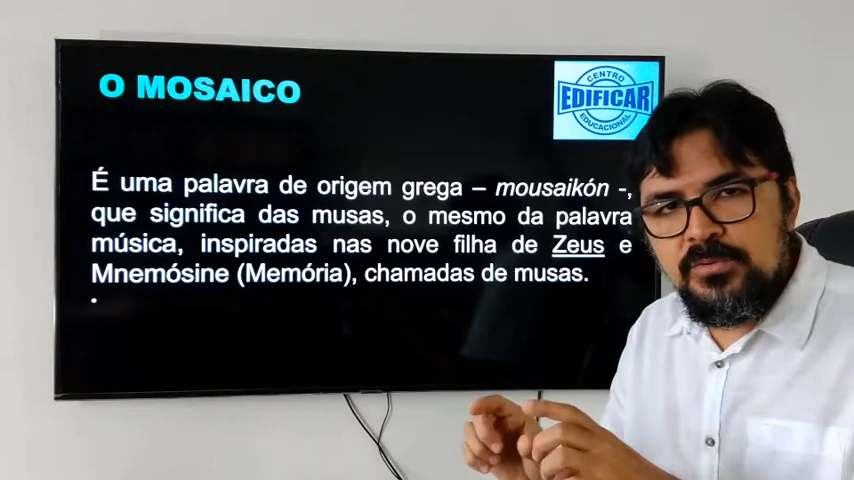 O MOSAICO
CENTRO
EDIFICAR
EDUCACIONAL
É uma palavra de origem grega – mousaikón -,
que significa das musas, o mesmo da palavra
música, inspiradas nas nove filha de Zeus e
Mnemósine (Memória), chamadas de musas.
.